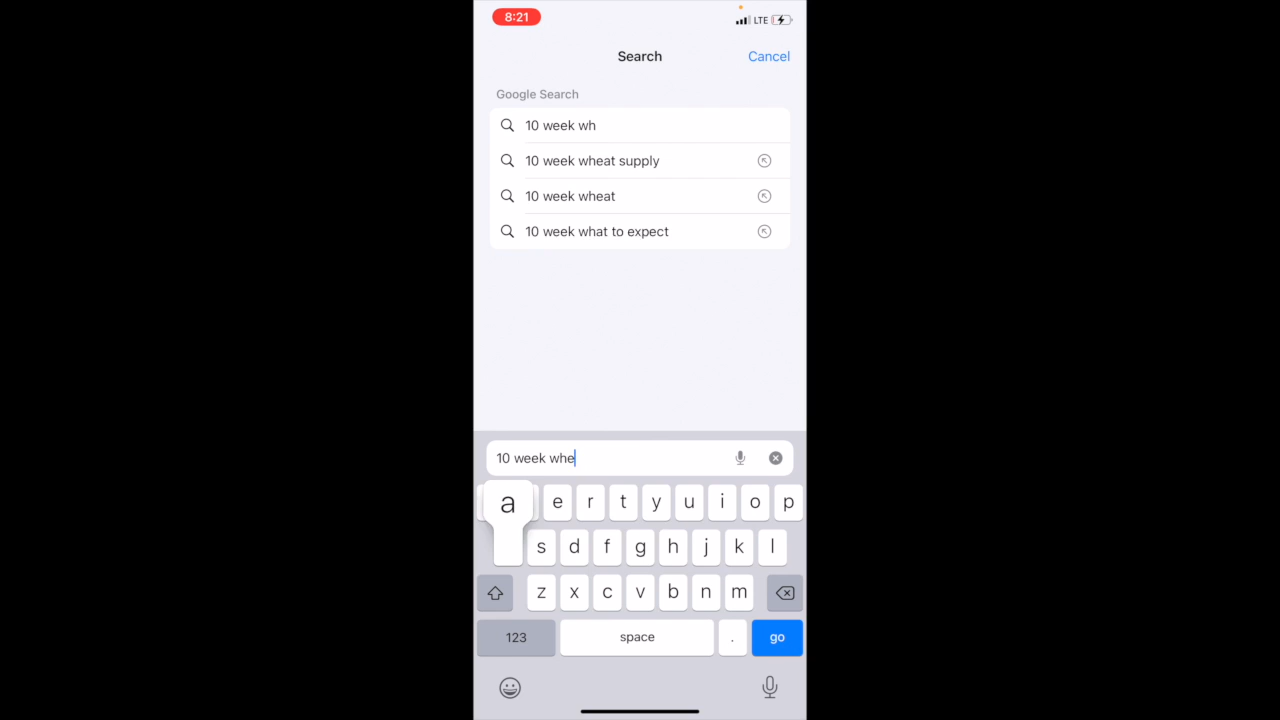 8:21
LTE
Search
Cancel
Google Search
10 week wh
10 week wheat supply
10 week wheat
10 week what to expect
10 week whe
a e r t y u i o p
s d f g h j k l
z x c v b n m
123 space . go